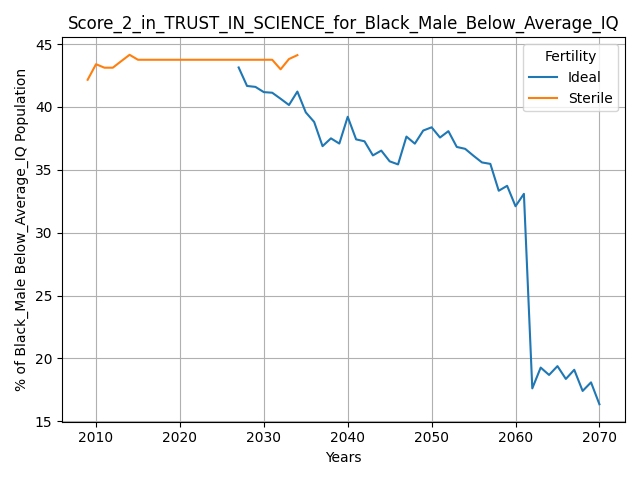 Score_2_in_TRUST_IN_SCIENCE_for_Black_Male_Below_Average_IQ
% of Black_Male Below_Average_IQ Population
45
40
35
30
25
20
15
Fertility
Ideal
Sterile
2010 2020 2030 2040 2050 2060 2070
Years